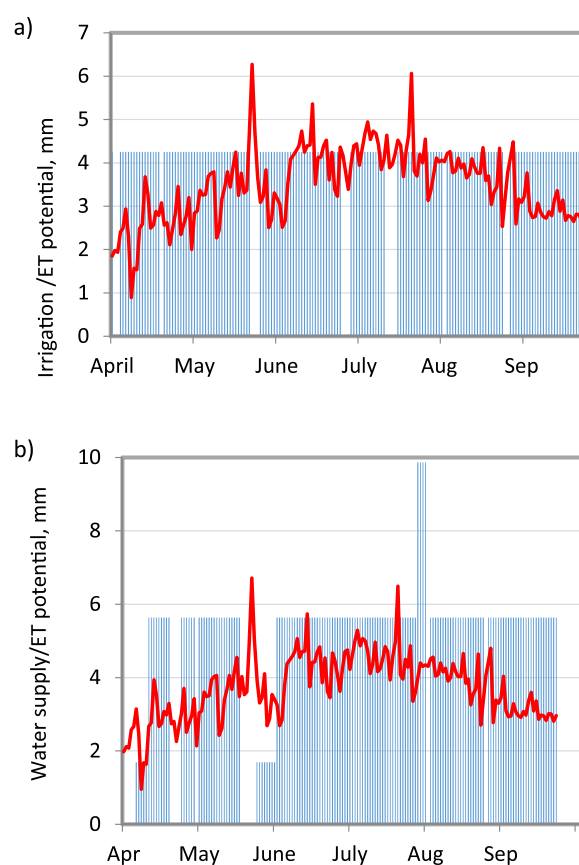 a)
Irrigation /ET potential, mm
7
6
5
4
3
2
1
0
April May June July Aug Sep
b)
Water supply/ET potential, mm
10
8
6
4
2
0
Apr May June July Aug Sep